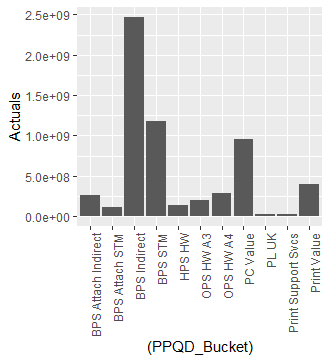 2.5e+09
2.0e+09
1.5e+09
1.0e+09
5.0e+08
0.0e+00
Actuals
BPS Attach Indirect
BPS Attach STM
BPS Indirect
BPS STM
HPS HW
OPS HW A3
OPS HW A4
PC Value
PL UK
Print Support Svcs
Print Value
(PPQD_Bucket)